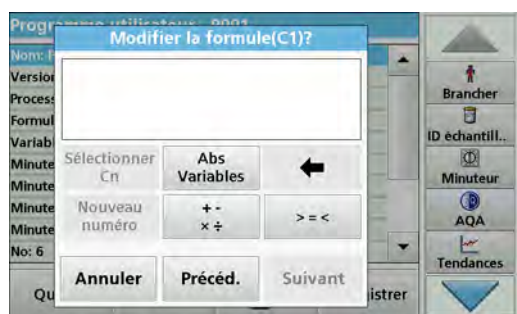 Programme utilisateur 9001
Modifier la formule(C1)?
Nom:
Version
Process
Formul
Variabl
Minute
Minute
Minute
Minute
No: 6
Sélectionner
Cn
Abs
Variables
Nouveau
numéro
+ -
× ÷
> = <
Annuler
Précéd.
Suivant
Qu
istrer
Brancher
ID échantill..
Minuteur
AQA
Tendances